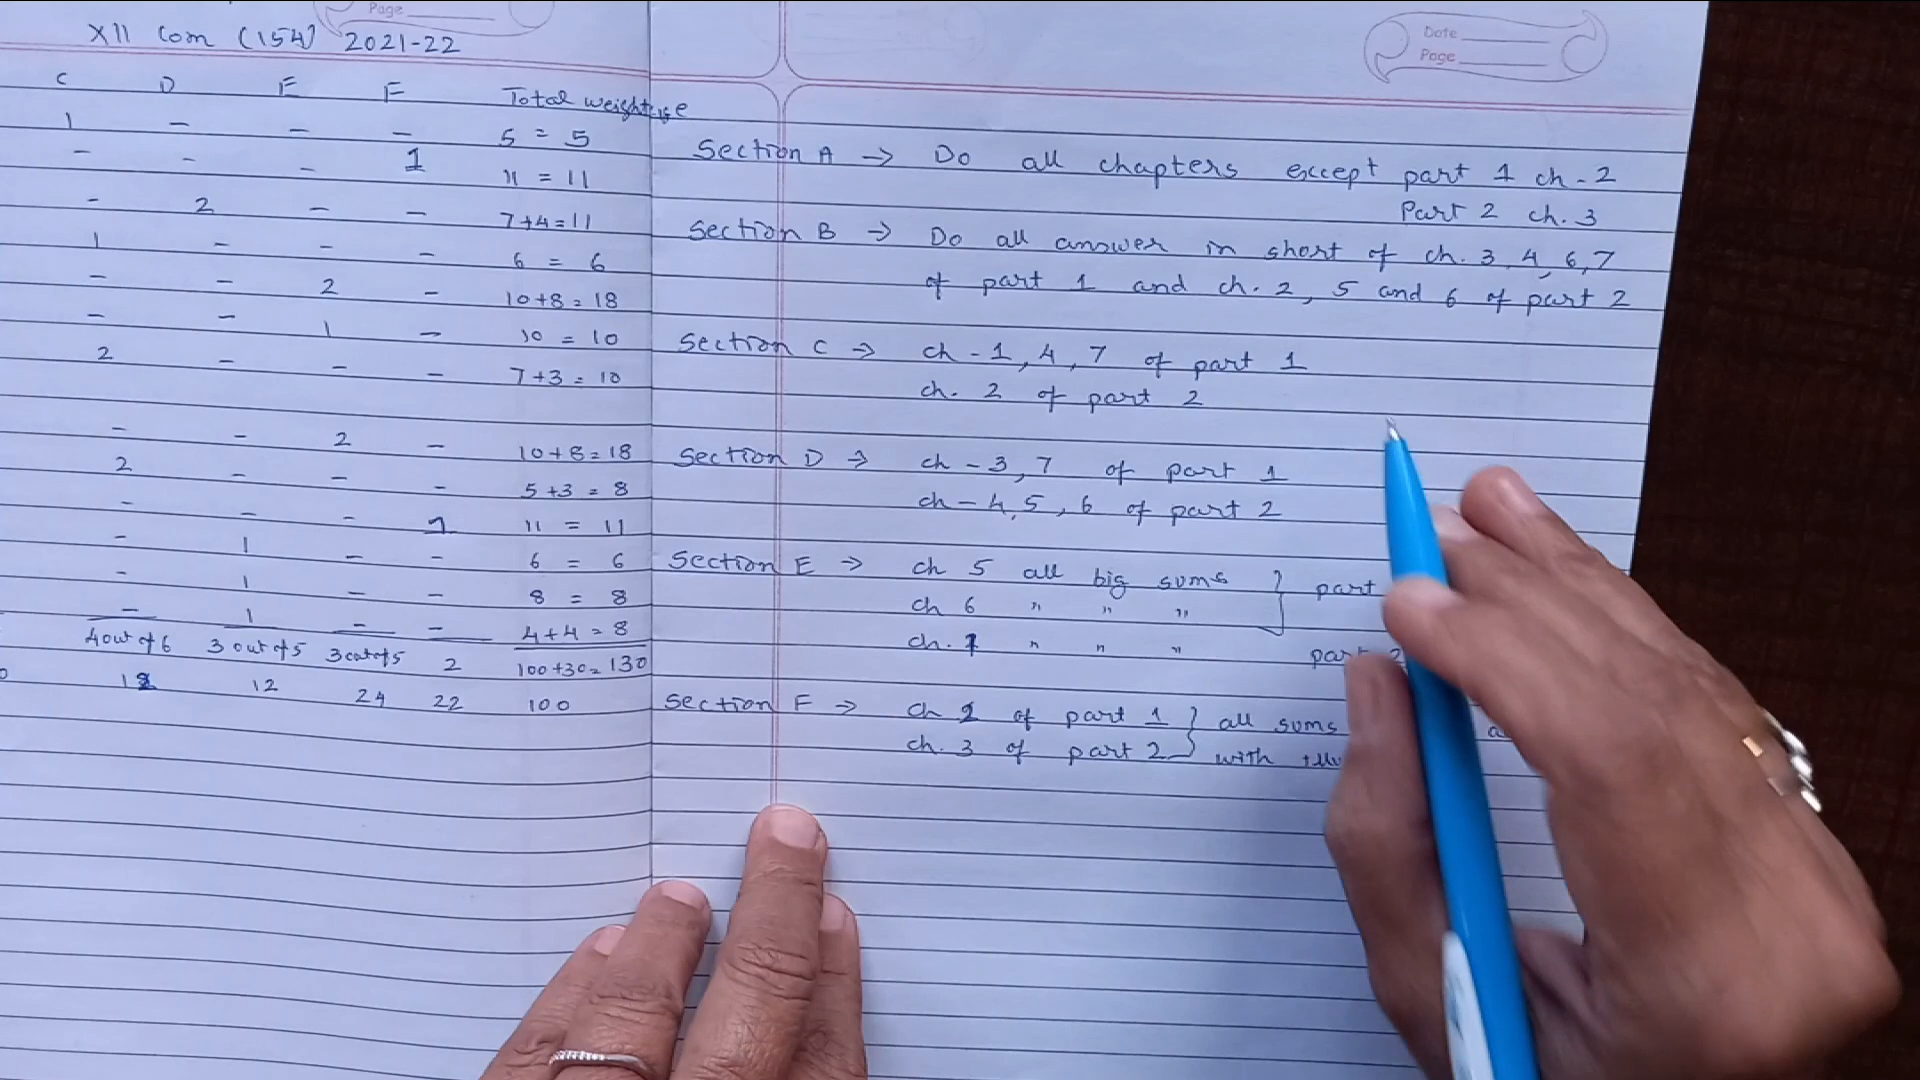 Page
XII Com (154) 2021-22
C D E F Total weightage
1 - - - 5 = 5
- - - 1 11 = 11
- 2 - - 7+4=11
1 - - - 6 = 6
- - 2 - 10+8=18
- - 1 - 10 = 10
2 - - - 7+3=10
- - 2 - 10+8=18
2 - - - 5+3=8
- - - 1 11 = 11
- 1 - - 6 = 6
- 1 - - 8 = 8
- 1 - - 4+4=8
4 out of 6 3 out of 5 3 out of 5 2 100+30=130
12 24 22 100
Date
Page
Section A → Do all chapters except part 1 ch-2
Part 2 ch.3
Section B → Do all answer in short of ch. 3, 4, 6, 7
of part 1 and ch. 2, 5 and 6 of part 2
Section C → ch-1, 4, 7 of part 1
ch. 2 of part 2
Section D → ch-3, 7 of part 1
ch-4, 5, 6 of part 2
Section E → ch 5 all big sums } part
ch 6 " " "
ch. 1 " " " part 2
Section F → ch 2 of part 1 } all sums
ch. 3 of part 2 } with